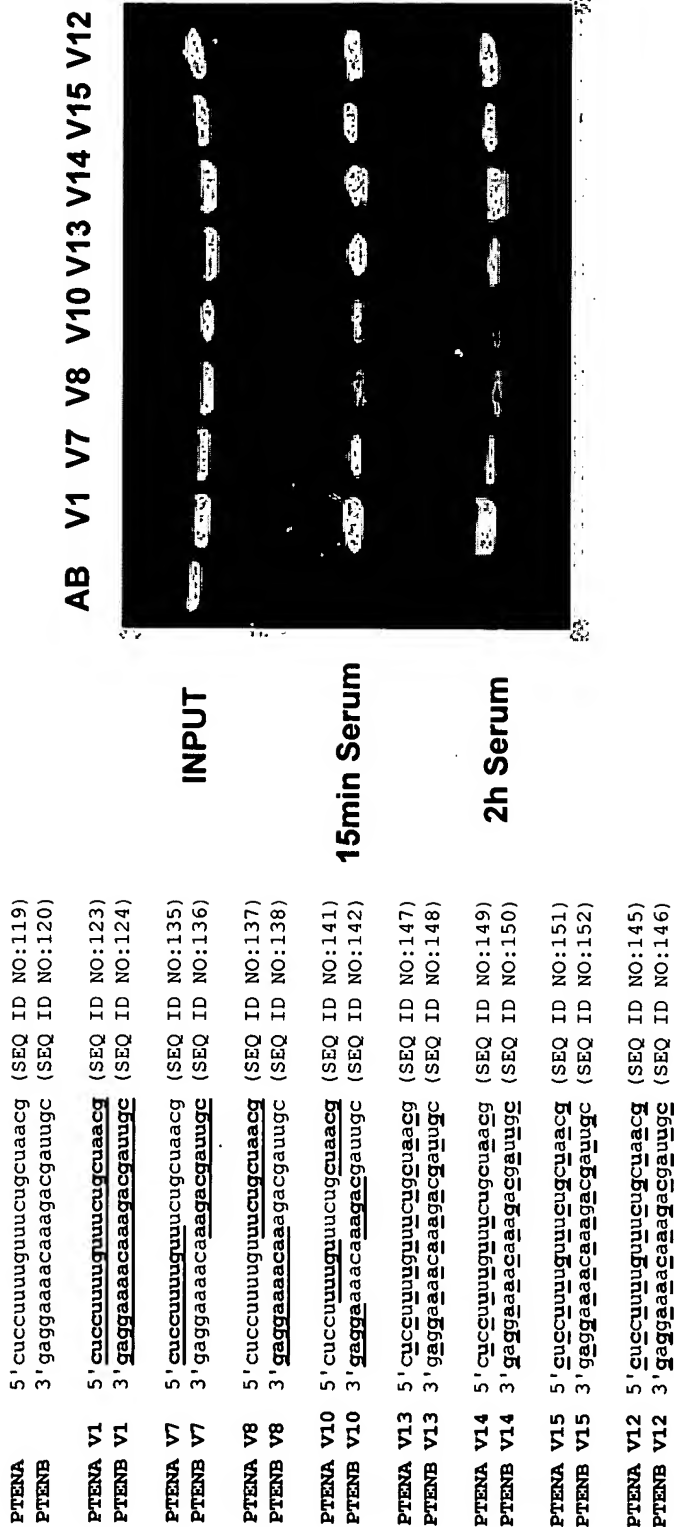 PTENA 5'cuccuuuuguuucugcuaacg (SEQ ID NO:119)
PTENB 3'gaggaaaacaaagacgauugc (SEQ ID NO:120)
PTENA V1 5'cuccuuuuguuucugcuaacg (SEQ ID NO:123)
PTENB V1 3'gaggaaaacaaagacgauugc (SEQ ID NO:124)
PTENA V7 5'cuccuuuuguuucugcuaacg (SEQ ID NO:135)
PTENB V7 3'gaggaaaacaaagacgauugc (SEQ ID NO:136)
PTENA V8 5'cuccuuuuguuucugcuaacg (SEQ ID NO:137)
PTENB V8 3'gaggaaaacaaagacgauugc (SEQ ID NO:138)
PTENA V10 5'cuccuuuuguuucugcuaacg (SEQ ID NO:141)
PTENB V10 3'gaggaaaacaaagacgauugc (SEQ ID NO:142)
PTENA V13 5'cuccuuuuguuucugcuaacg (SEQ ID NO:147)
PTENB V13 3'gaggaaaacaaagacgauugc (SEQ ID NO:148)
PTENA V14 5'cuccuuuuguuucugcuaacg (SEQ ID NO:149)
PTENB V14 3'gaggaaaacaaagacgauugc (SEQ ID NO:150)
PTENA V15 5'cuccuuuuguuucugcuaacg (SEQ ID NO:151)
PTENB V15 3'gaggaaaacaaagacgauugc (SEQ ID NO:152)
PTENA V12 5'cuccuuuuguuucugcuaacg (SEQ ID NO:145)
PTENB V12 3'gaggaaaacaaagacgauugc (SEQ ID NO:146)
AB V1 V7 V8 V10 V13 V14 V15 V12
INPUT
15min Serum
2h Serum